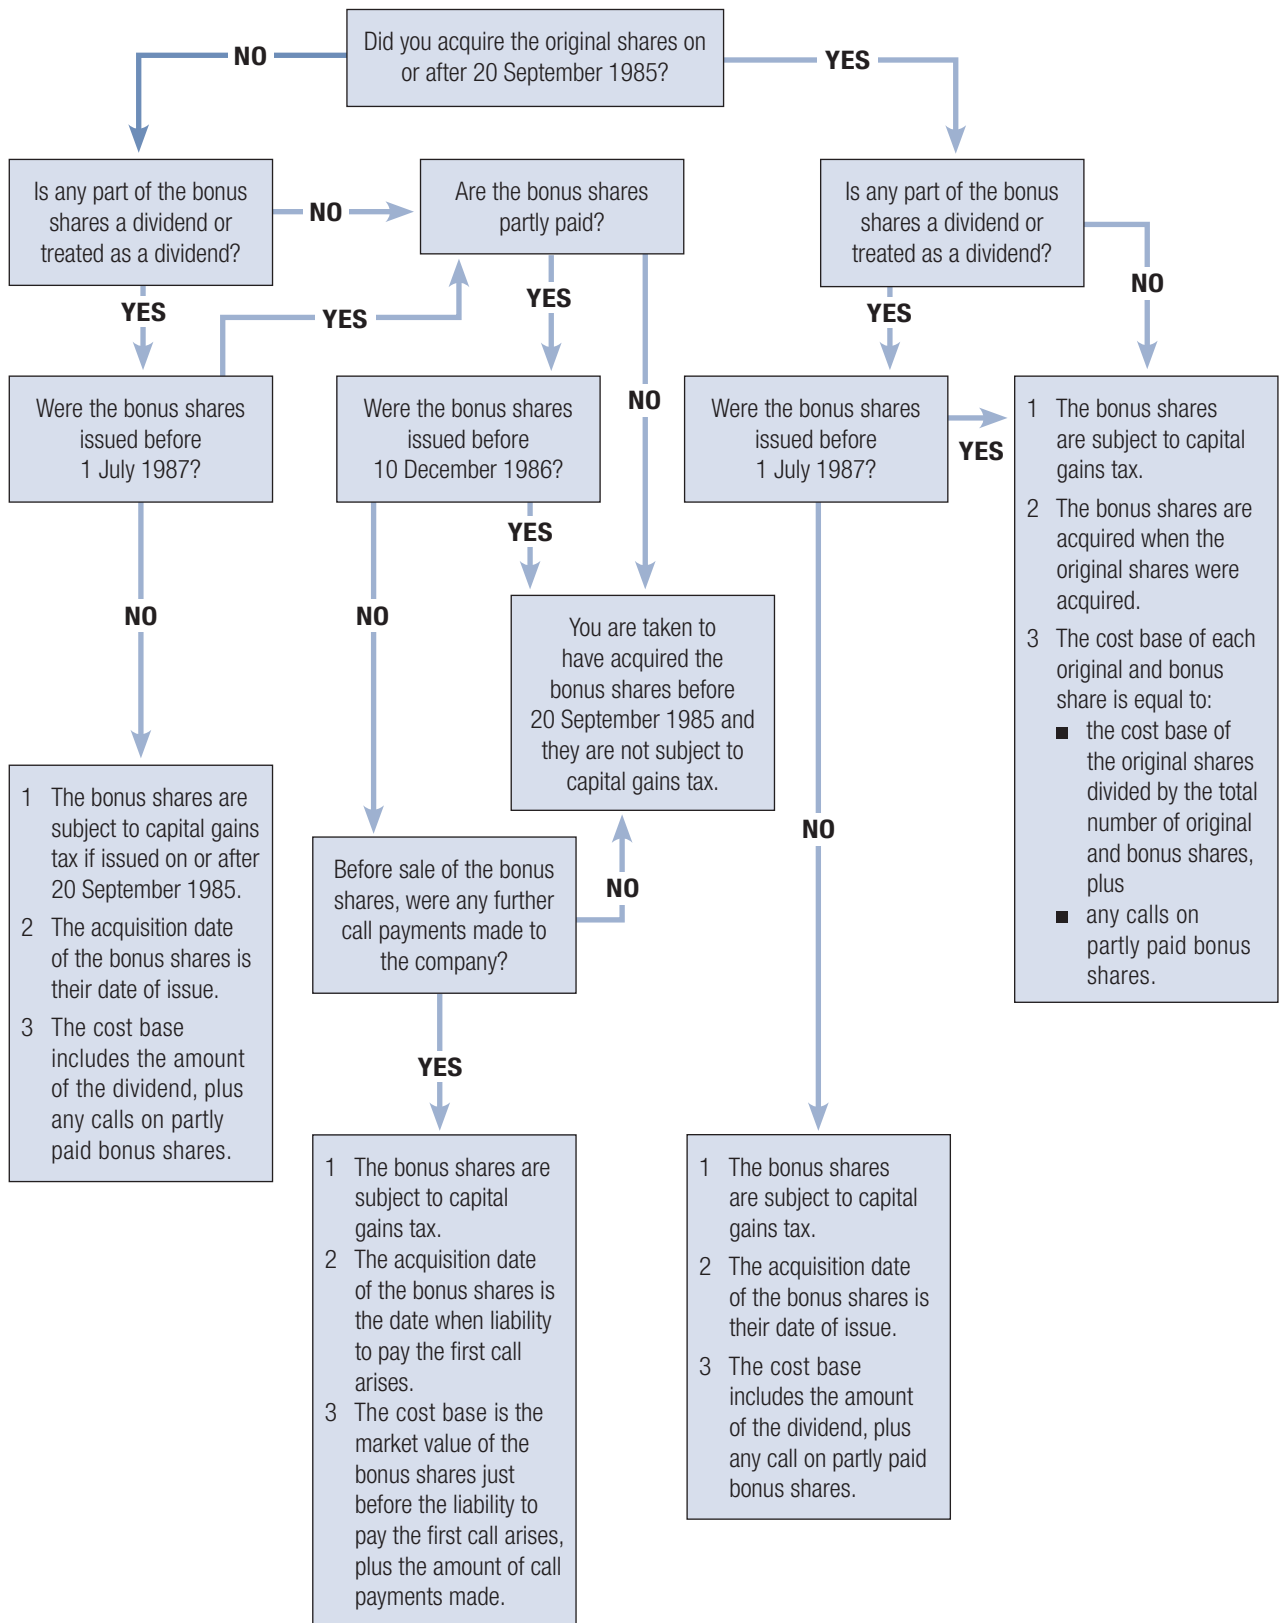 Did you acquire the original shares on
or after 20 September 1985?
NO
YES
Is any part of the bonus
shares a dividend or
treated as a dividend?
NO
Are the bonus shares
partly paid?
Is any part of the bonus
shares a dividend or
treated as a dividend?
YES
YES
YES
YES
NO
Were the bonus shares
issued before
1 July 1987?
Were the bonus shares
issued before
10 December 1986?
NO
Were the bonus shares
issued before
1 July 1987?
YES
1 The bonus shares
are subject to capital
gains tax.
2 The bonus shares are
acquired when the
original shares were
acquired.
3 The cost base of each
original and bonus
share is equal to:
■ the cost base of
the original shares
divided by the total
number of original
and bonus shares,
plus
■ any calls on
partly paid bonus
shares.
NO
NO
YES
You are taken to
have acquired the
bonus shares before
20 September 1985 and
they are not subject to
capital gains tax.
NO
1 The bonus shares are
subject to capital gains
tax if issued on or after
20 September 1985.
2 The acquisition date
of the bonus shares is
their date of issue.
3 The cost base
includes the amount
of the dividend, plus
any calls on partly
paid bonus shares.
Before sale of the bonus
shares, were any further
call payments made to
the company?
NO
YES
1 The bonus shares are
subject to capital
gains tax.
2 The acquisition date
of the bonus shares is
the date when liability
to pay the first call
arises.
3 The cost base is the
market value of the
bonus shares just
before the liability to
pay the first call arises,
plus the amount of call
payments made.
1 The bonus shares
are subject to capital
gains tax.
2 The acquisition date
of the bonus shares is
their date of issue.
3 The cost base
includes the amount
of the dividend, plus
any call on partly paid
bonus shares.